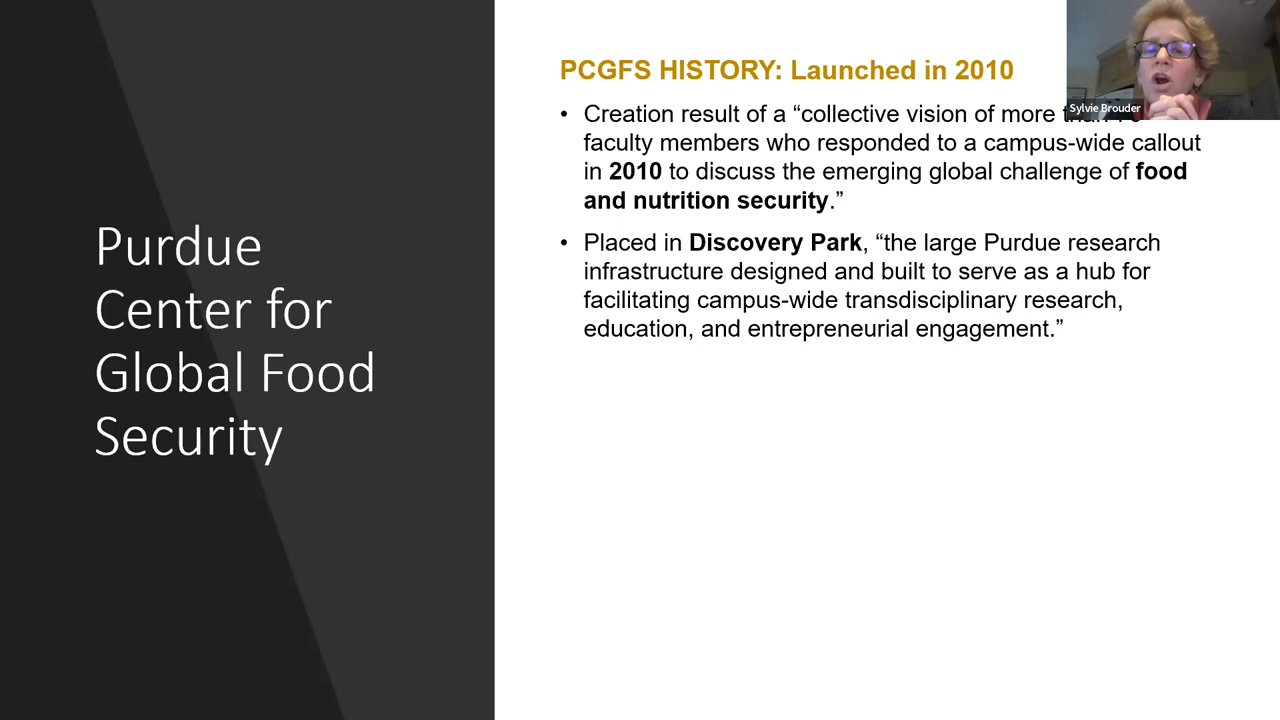 Purdue
Center for
Global Food
Security
PCGFS HISTORY: Launched in 2010
Sylvie Brouder
• Creation result of a “collective vision of more
faculty members who responded to a campus-wide callout
in 2010 to discuss the emerging global challenge of food
and nutrition security.”
• Placed in Discovery Park, “the large Purdue research
infrastructure designed and built to serve as a hub for
facilitating campus-wide transdisciplinary research,
education, and entrepreneurial engagement.”